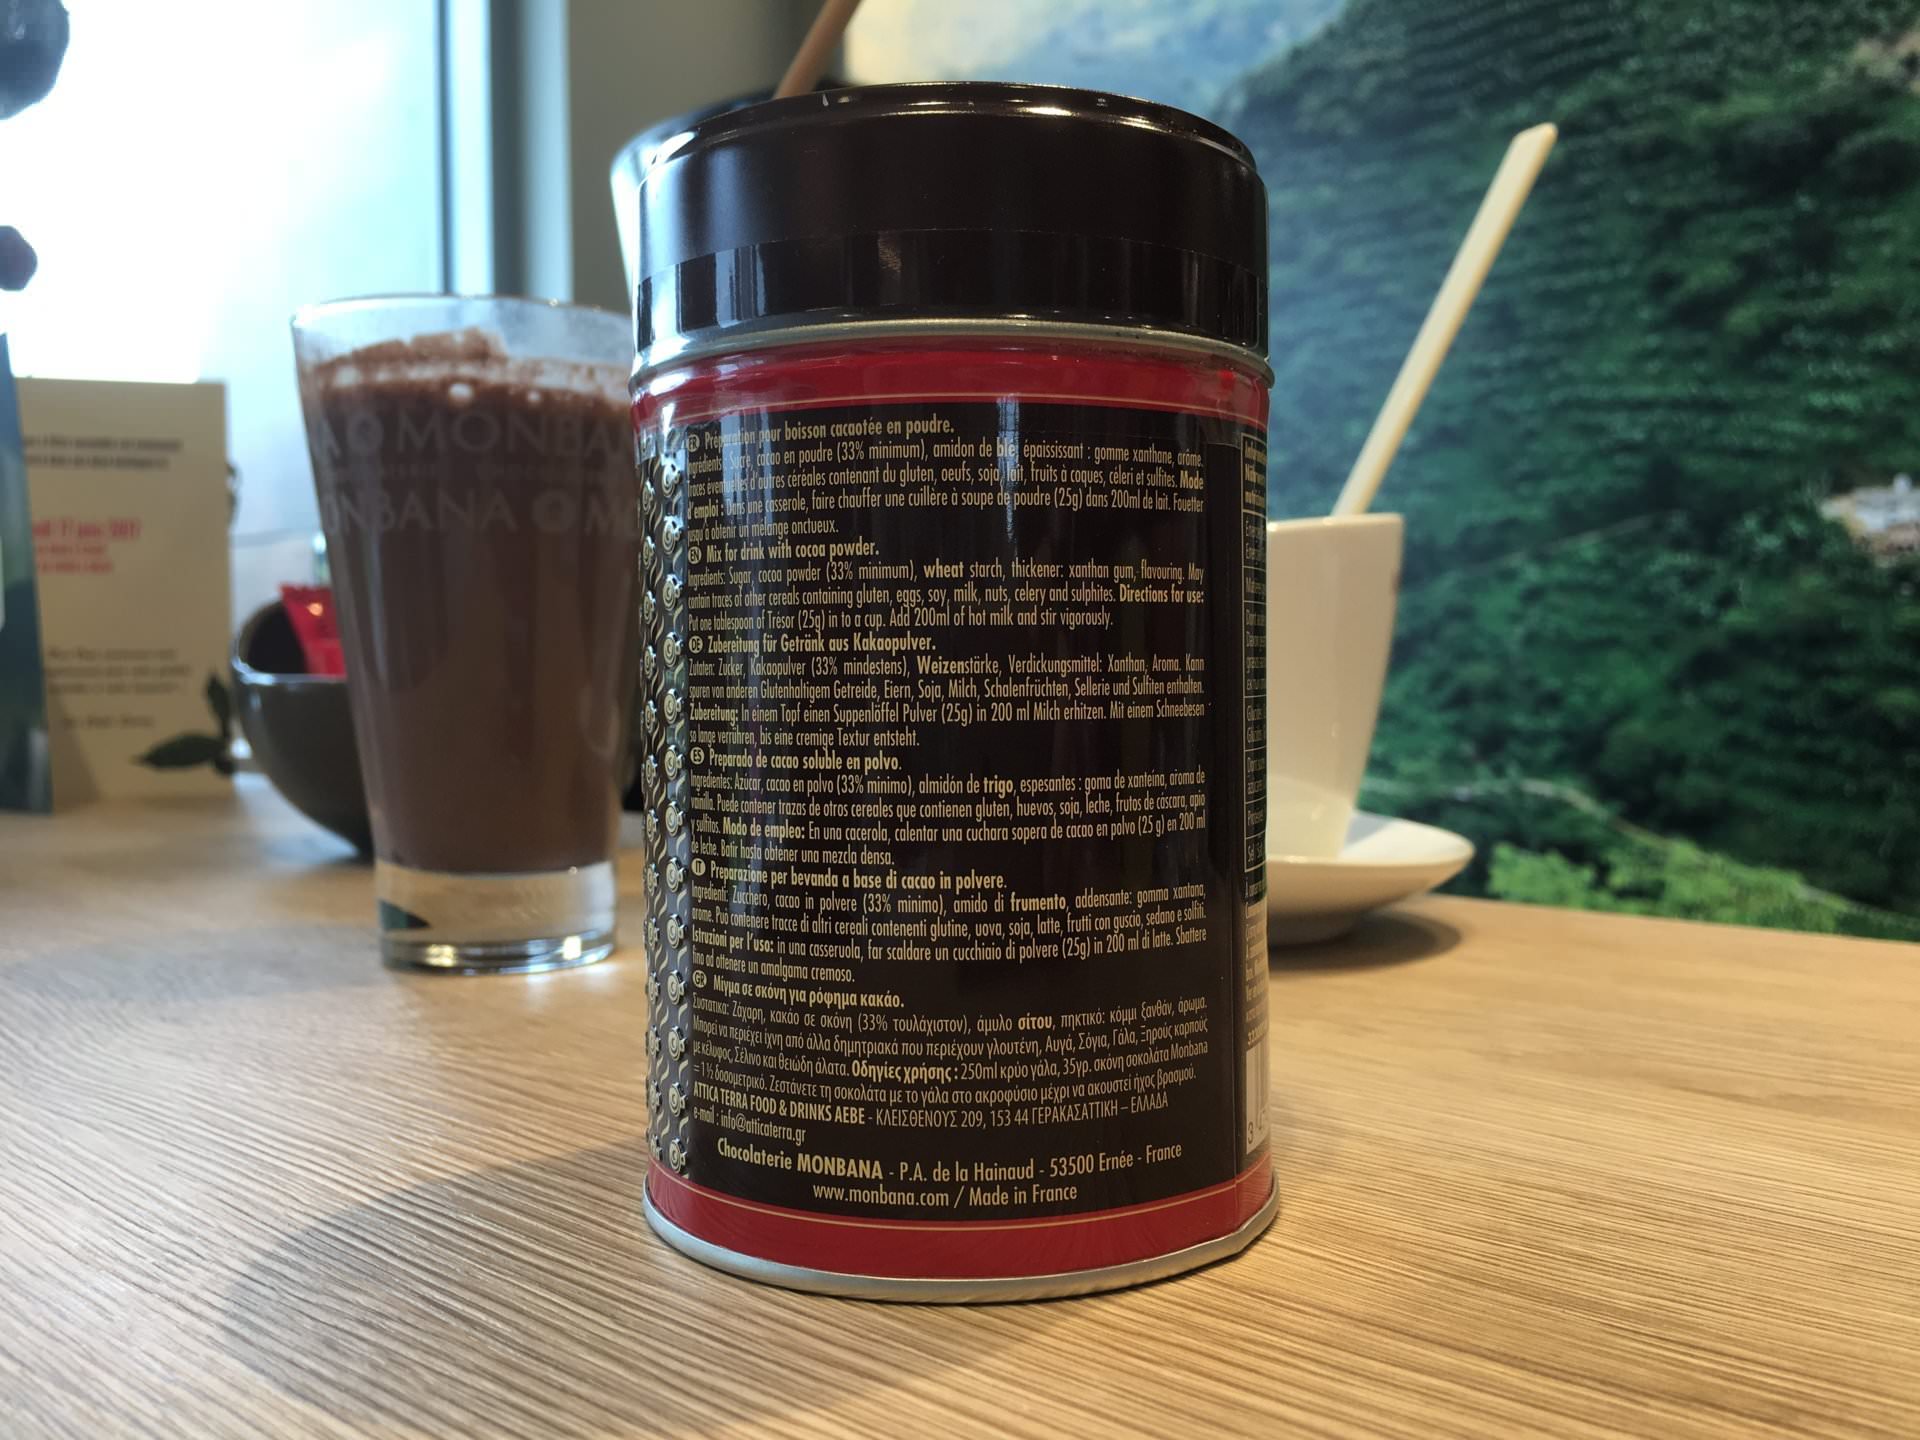 MONBA
ONBANA
FR Préparation pour boisson cacaotée en poudre.
Ingrédients : Sucre, cacao en poudre (33% minimum), amidon de blé, épaississant : gomme xanthane, arôme.
Traces éventuelles d'autres céréales contenant du gluten, oeufs, soja, lait, fruits à coques, céleri et sulfites. Mode
d'emploi : Dans une casserole, faire chauffer une cuillère à soupe de poudre (25g) dans 200ml de lait. Fouetter
jusqu'à obtenir un mélange onctueux.
EN Mix for drink with cocoa powder.
Ingredients: Sugar, cocoa powder (33% minimum), wheat starch, thickener: xanthan gum, flavouring. May
contain traces of other cereals containing gluten, eggs, soy, milk, nuts, celery and sulphites. Directions for use:
Put one tablespoon of Trésor (25g) in to a cup. Add 200ml of hot milk and stir vigorously.
DE Zubereitung für Getränk aus Kakaopulver.
Zutaten: Zucker, Kakaopulver (33% mindestens), Weizenstärke, Verdickungsmittel: Xanthan, Aroma. Kann
spuren von anderen Glutenhaltigem Getreide, Eiern, Soja, Milch, Schalenfrüchten, Sellerie und Sulfiten enthalten.
Zubereitung: In einem Topf einen Suppenlöffel Pulver (25g) in 200 ml Milch erhitzen. Mit einem Schneebesen
so lange verrühren, bis eine cremige Textur entsteht.
ES Preparado de cacao soluble en polvo.
Ingredientes: Azúcar, cacao en polvo (33% minimo), almidón de trigo, espesantes : goma de xanteína, aroma de
vainilla. Puede contener trazas de otros cereales que contienen gluten, huevos, soja, leche, frutos de cáscara, apio
y sulfitos. Modo de empleo: En una cacerola, calentar una cuchara sopera de cacao en polvo (25 g) en 200 ml
de leche. Batir hasta obtener una mezcla densa.
IT Preparazione per bevanda a base di cacao in polvere.
Ingredienti: Zucchero, cacao in polvere (33% minimo), amido di frumento, addensante: gomma xantana,
arome. Può contenere tracce di altri cereali contenenti glutine, uova, soja, latte, frutti con guscio, sedano e solfiti.
Istruzioni per l'uso: in una casseruola, far scaldare un cucchiaio di polvere (25g) in 200 ml di latte. Sbattere
fino ad ottenere un amalgama cremoso.
GR Μίγμα σε σκόνη για ρόφημα κακάο.
Συστατικα: Ζάχαρη, κακάο σε σκόνη (33% τουλάχιστον), άμυλο σίτου, πηκτικό: κόμμι ξανθάν, άρωμα.
Μπορεί να περιέχει ίχνη από άλλα δημητριακά που περιέχουν γλουτένη, Αυγά, Σόγια, Γάλα, Ξηρούς καρπούς
με κέλυφος, Σέλινο και θειώδη άλατα. Οδηγίες χρήσης : 250ml κρύο γάλα, 35γρ. σκόνη σοκολάτα Monbana
=1½ δοσομετρικό. Ζεστάνετε τη σοκολάτα με το γάλα στο ακροφύσιο μέχρι να ακουστεί ήχος βρασμού.
ATTICA TERRA FOOD & DRINKS AEBE - ΚΛΕΙΣΘΕΝΟΥΣ 209, 153 44 ΓΕΡΑΚΑΣΑΤΤΙΚΗ – ΕΛΛΑΔΑ
e-mail : info@atticaterra.gr
Chocolaterie MONBANA - P.A. de la Hainaud - 53500 Ernée - France
www.monbana.com / Made in France